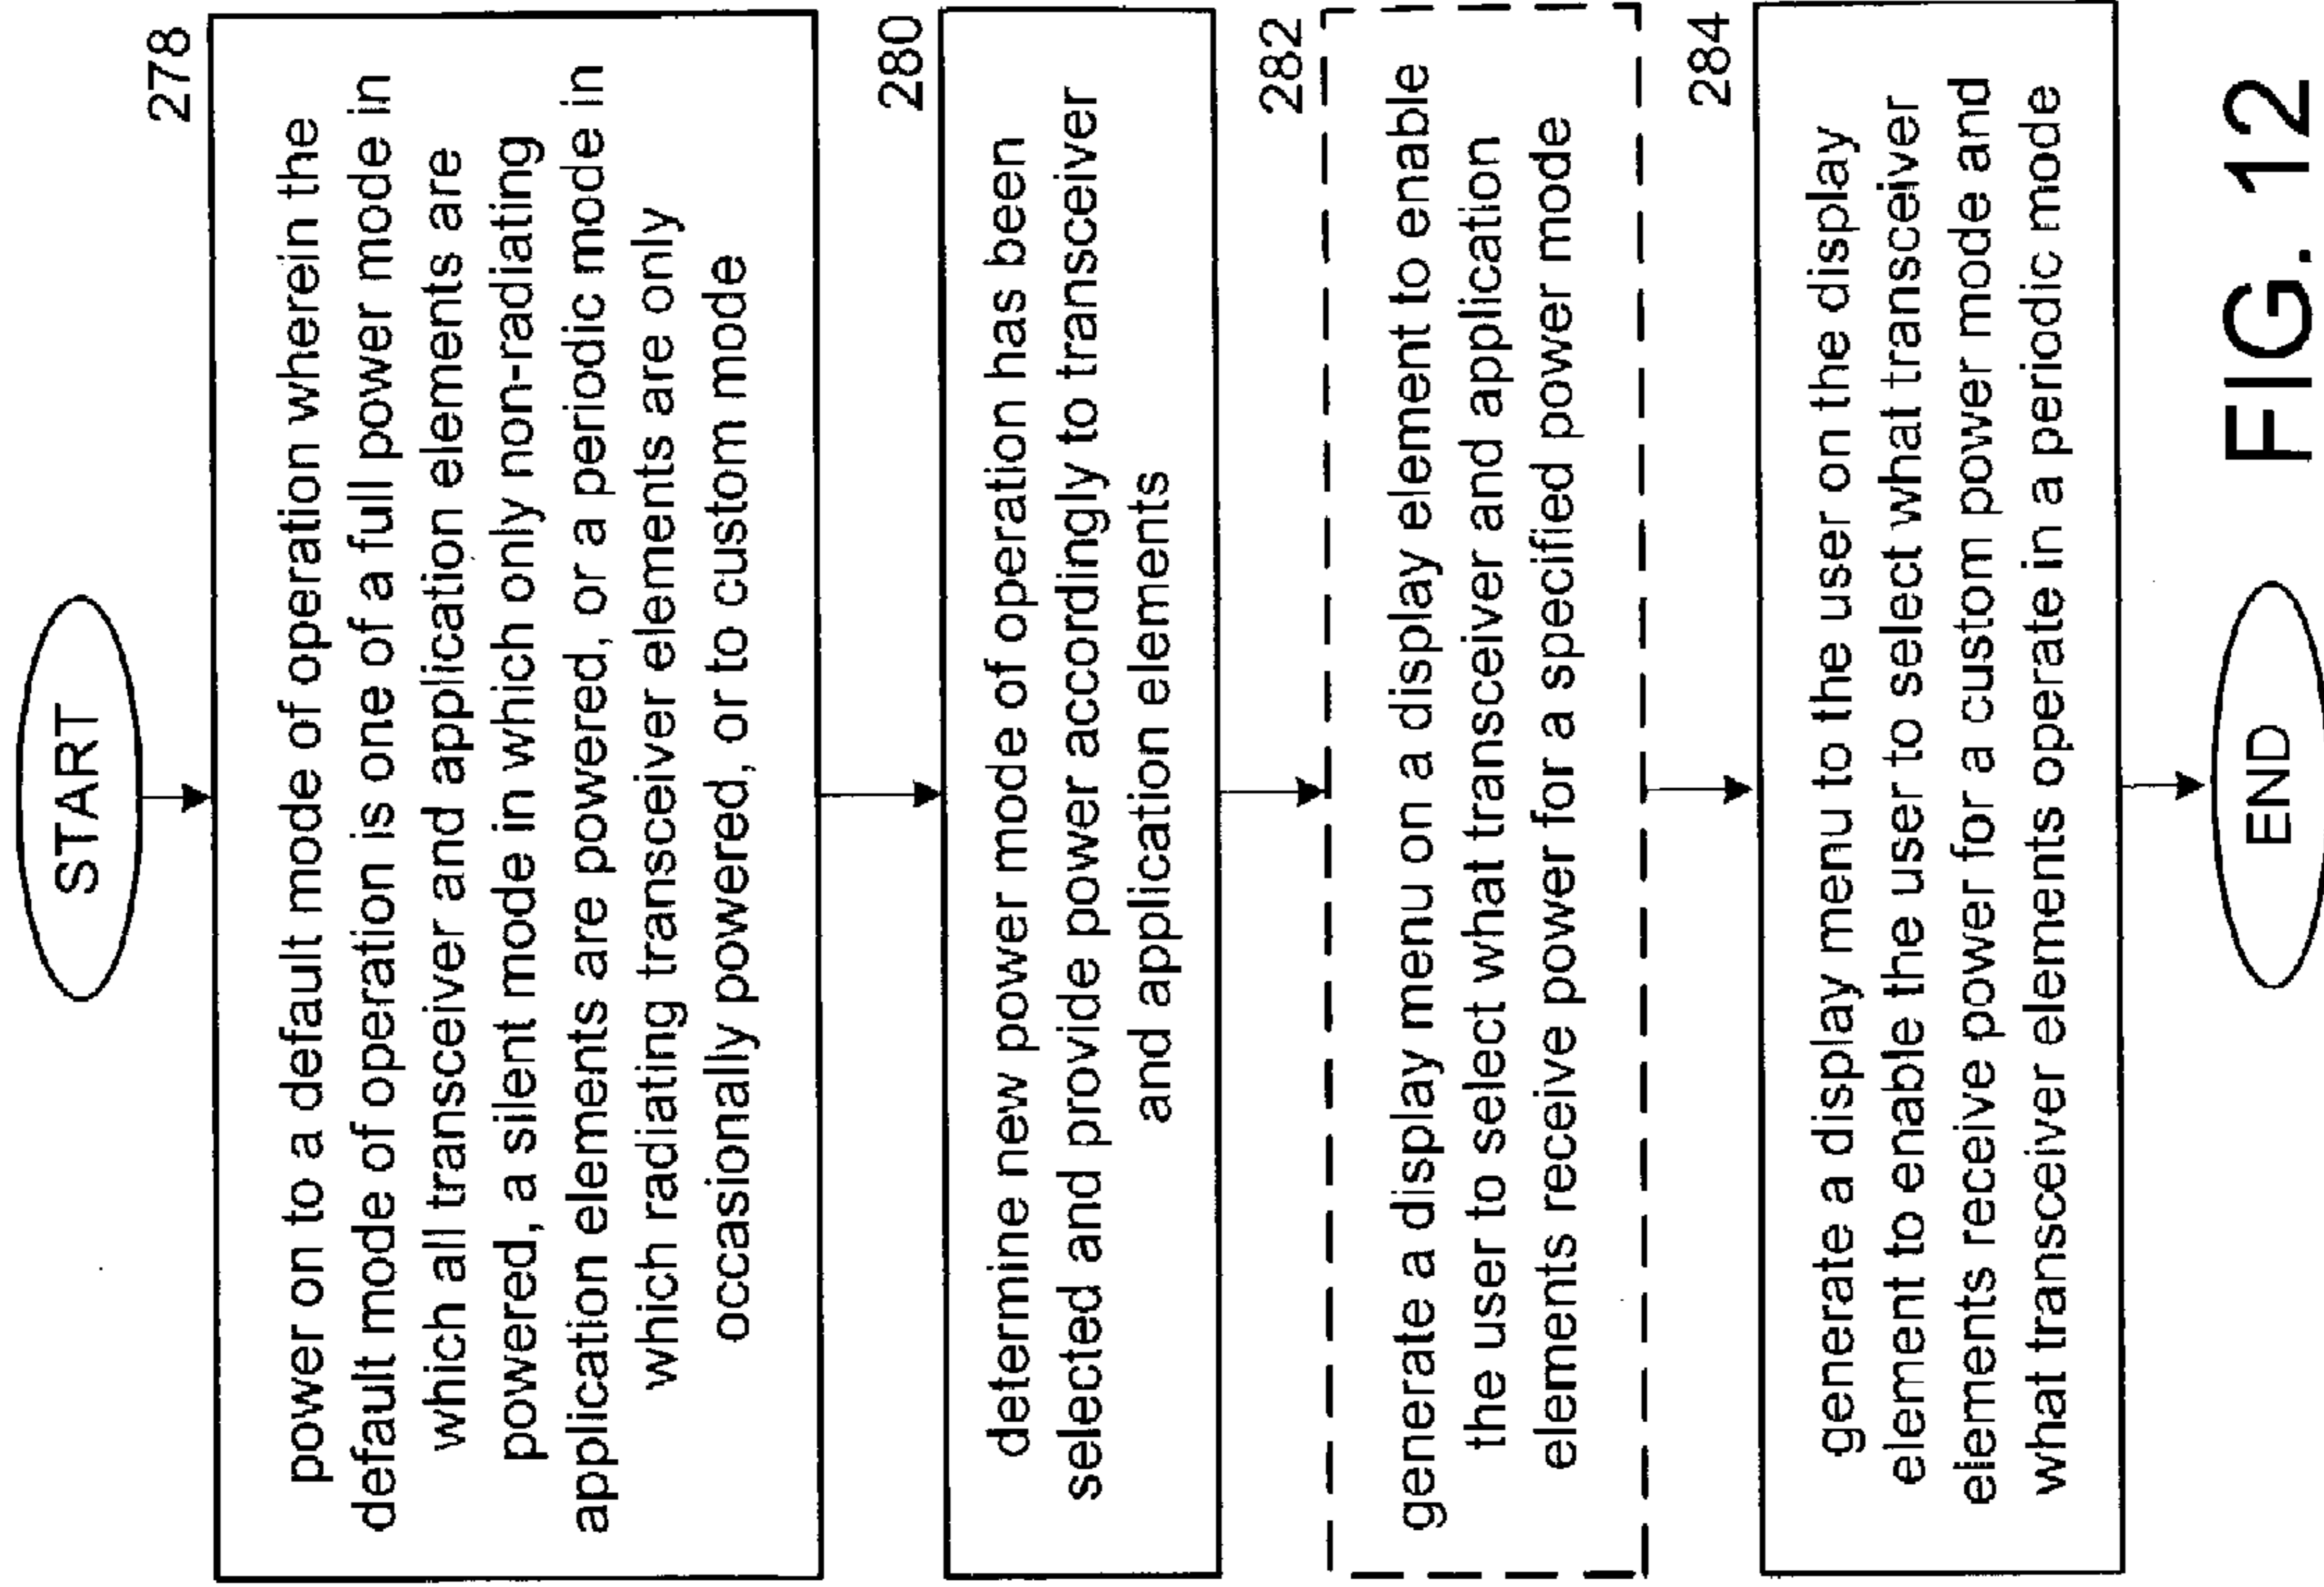 START
278
power on to a default mode of operation wherein the
default mode of operation is one of a full power mode in
which all transceiver and application elements are
powered, a silent mode in which only non-radiating
application elements are powered, or a periodic mode in
which radiating transceiver elements are only
occasionally powered, or to custom mode
280
determine new power mode of operation has been
selected and provide power accordingly to transceiver
and application elements
282
generate a display menu on a display element to enable
the user to select what transceiver and application
elements receive power for a specified power mode
284
generate a display menu to the user on the display
element to enable the user to select what transceiver
elements receive power for a custom power mode and
what transceiver elements operate in a periodic mode
END
FIG. 12